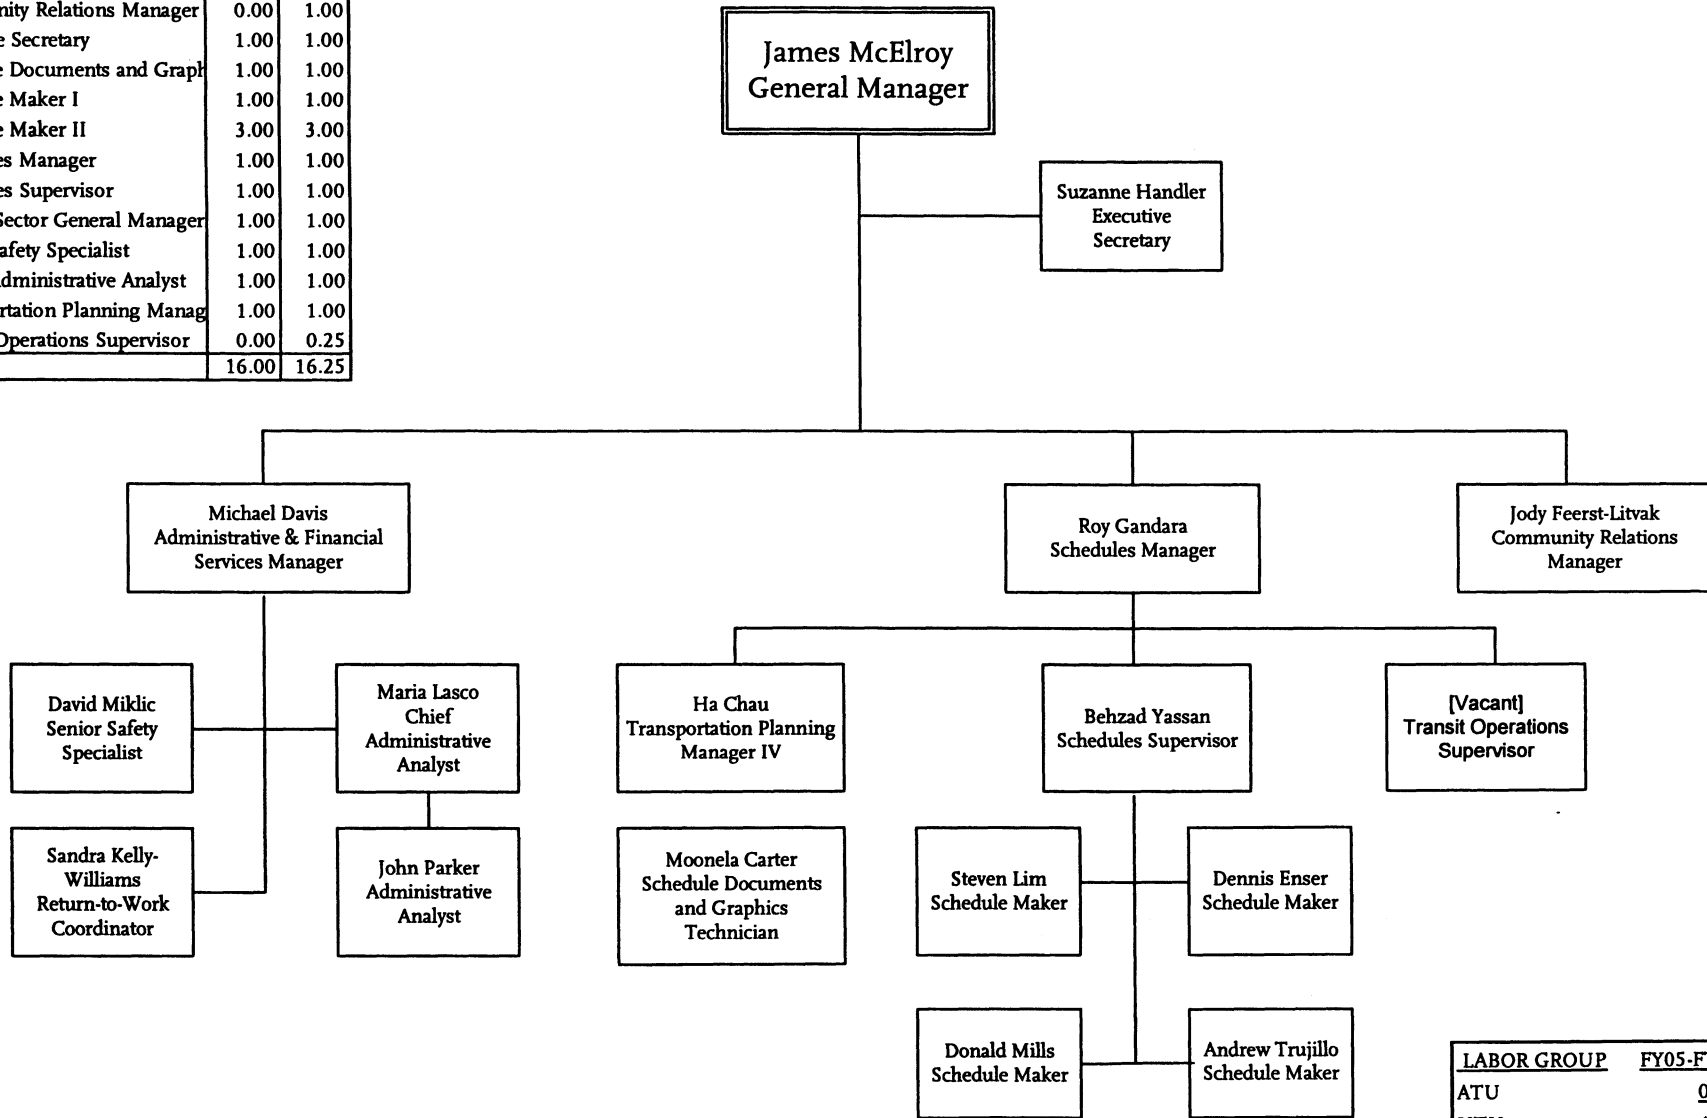 Relations Manager 0.00 1.00
Secretary 1.00 1.00
Documents and 1.00 1.00
Maker I 1.00 1.00
Maker II 3.00 3.00
Manager 1.00 1.00
Supervisor 1.00 1.00
Sector General Manager 1.00 1.00
Specialist 1.00 1.00
Administrative Analyst 1.00 1.00
Planning 1.00 1.00
Operations Supervisor 0.00 0.25
16.00 16.25
James McElroy
General Manager
Suzanne Handler
Executive
Secretary
Michael Davis
Administrative & Financial
Services Manager
Roy Gandara
Schedules Manager
Jody Feerst-Litvak
Community Relations
Manager
David Miklic
Senior Safety
Specialist
Maria Lasco
Chief
Administrative
Analyst
Ha Chau
Transportation Planning
Manager IV
Behzad Yassan
Schedules Supervisor
[Vacant]
Transit Operations
Supervisor
Sandra Kelly-
Williams
Return-to-Work
Coordinator
John Parker
Administrative
Analyst
Moonela Carter
Schedule Documents
and Graphics
Technician
Steven Lim
Schedule Maker
Dennis Enser
Schedule Maker
Donald Mills
Schedule Maker
Andrew Trujillo
Schedule Maker
LABOR GROUP
ATU